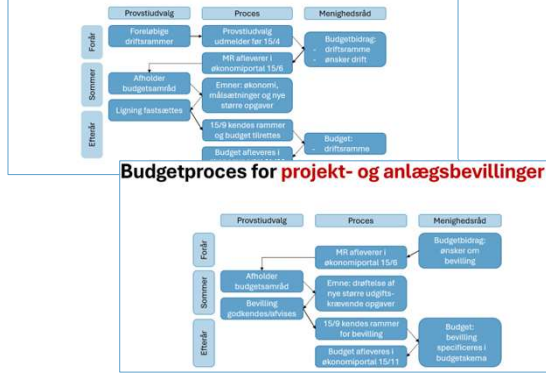 Provstiudvalg
Proces
Menighedsråd
Forår
Foreløbige
driftsrammer
Provstiudvalg
udmelder før 15/4
Budgetbidrag:
- driftsramme
- ønsker drift
MR afleverer i
økonomiportal 15/6
Sommer
Afholder
budgetsamråd
Emner: økonomi,
målsætninger og nye
større opgaver
Ligning fastsættes
Efterår
15/9 kendes rammer
og budget tilrettes
Budget:
- driftsramme
Budget afleveres i
Budgetproces for projekt- og anlægsbevillinger
Provstiudvalg
Proces
Menighedsråd
Forår
MR afleverer i
økonomiportal 15/6
Budgetbidrag:
ønsker om
bevilling
Sommer
Afholder
budgetsamråd
Emne: drøftelse af
nye større udgifts-
krævende opgaver
Bevilling
godkendes/afvises
Efterår
15/9 kendes rammer
for bevilling
Budget:
bevilling
specificeres i
budgetskema
Budget afleveres i
økonomiportal 15/11